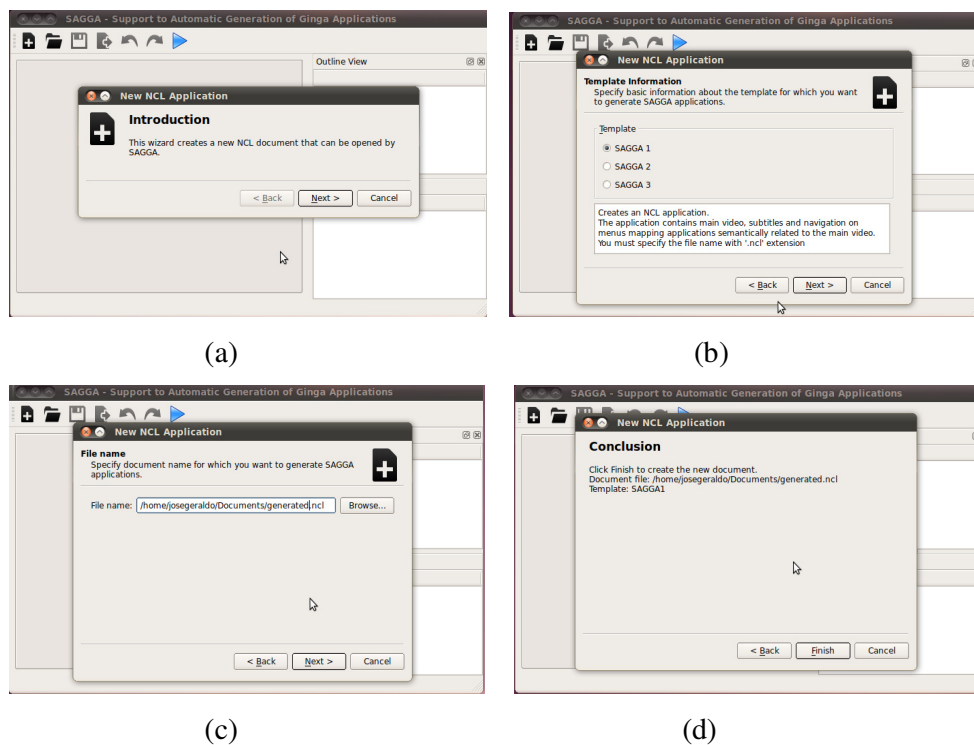 SAGGA - Support to Automatic Generation of Ginga Applications
Outline View
New NCL Application
Introduction
This wizard creates a new NCL document that can be opened by
SAGGA.
< Back Next > Cancel
(a)
SAGGA - Support to Automatic Generation of Ginga Applications
New NCL Application
Template Information
Specify basic information about the template for which you want
to generate SAGGA applications.
Template
SAGGA 1
SAGGA 2
SAGGA 3
Creates an NCL application.
The application contains main video, subtitles and navigation on
menus mapping applications semantically related to the main video.
You must specify the file name with '.ncl' extension
< Back Next > Cancel
(b)
SAGGA - Support to Automatic Generation of Ginga Applications
New NCL Application
File name
Specify document name for which you want to generate SAGGA
applications.
File name: /home/josegeraldo/Documents/generated.ncl Browse...
< Back Next > Cancel
(c)
SAGGA - Support to Automatic Generation of Ginga Applications
New NCL Application
Conclusion
Click Finish to create the new document.
Document file: /home/josegeraldo/Documents/generated.ncl
Template: SAGGA1
< Back Finish Cancel
(d)